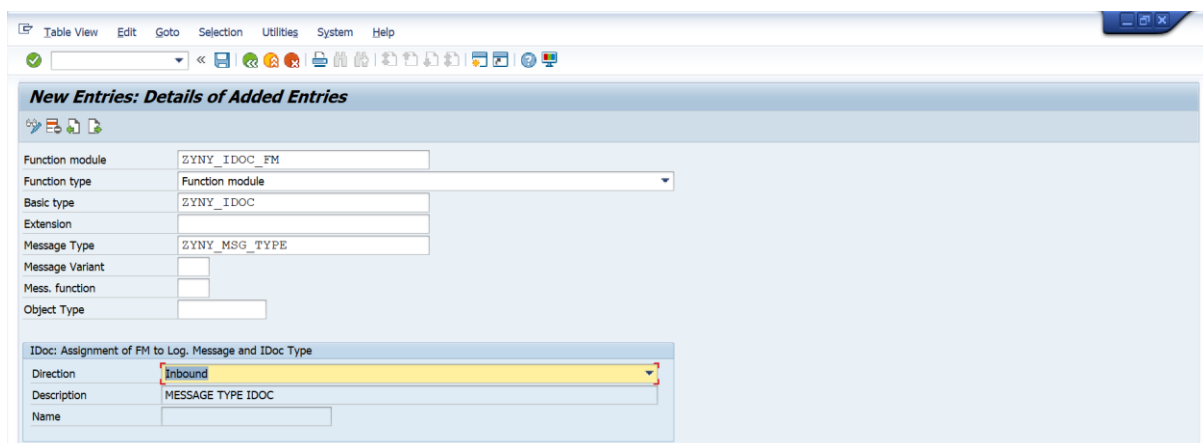 Table View Edit Goto Selection Utilities System Help
New Entries: Details of Added Entries
Function module ZYNY_IDOC_FM
Function type Function module
Basic type ZYNY_IDOC
Extension
Message Type ZYNY_MSG_TYPE
Message Variant
Mess. function
Object Type
IDoc: Assignment of FM to Log. Message and IDoc Type
Direction Inbound
Description MESSAGE TYPE IDOC
Name